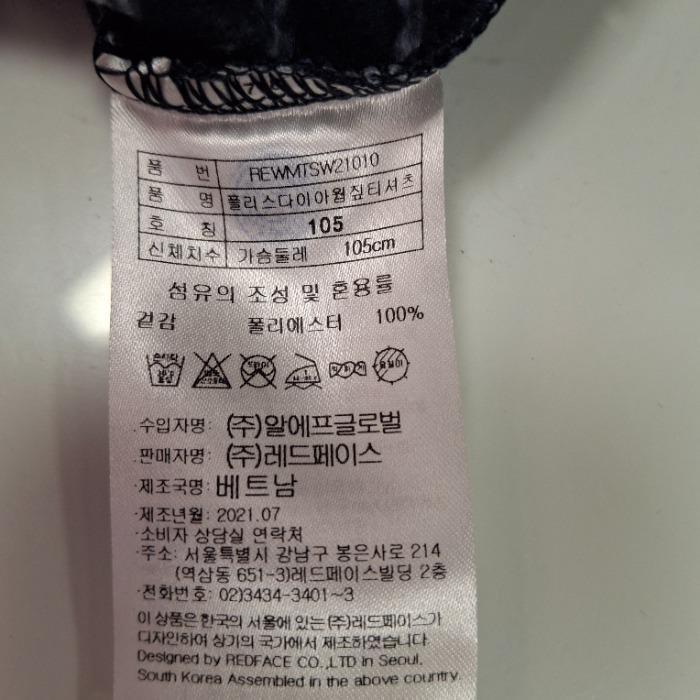 품 번 REWMTSW21010
품 명 폴리스다이아윔짚티셔츠
호 칭 105
신체치수 가슴둘레 105cm
섬유의 조성 및 혼용률
겉감 폴리에스터 100%
수입자명: (주)알에프글로벌
판매자명: (주)레드페이스
·제조국명: 베트남
·제조년월: 2021.07
·소비자 상담실 연락처
·주소: 서울특별시 강남구 봉은사로 214
(역삼동 651-3)레드페이스빌딩 2층
·전화번호: 02)3434-3401~3
이 상품은 한국의 서울에 있는 (주)레드페이스가
디자인하여 상기의 국가에서 제조하였습니다.
Designed by REDFACE CO.,LTD in Seoul,
South Korea Assembled in the above country.